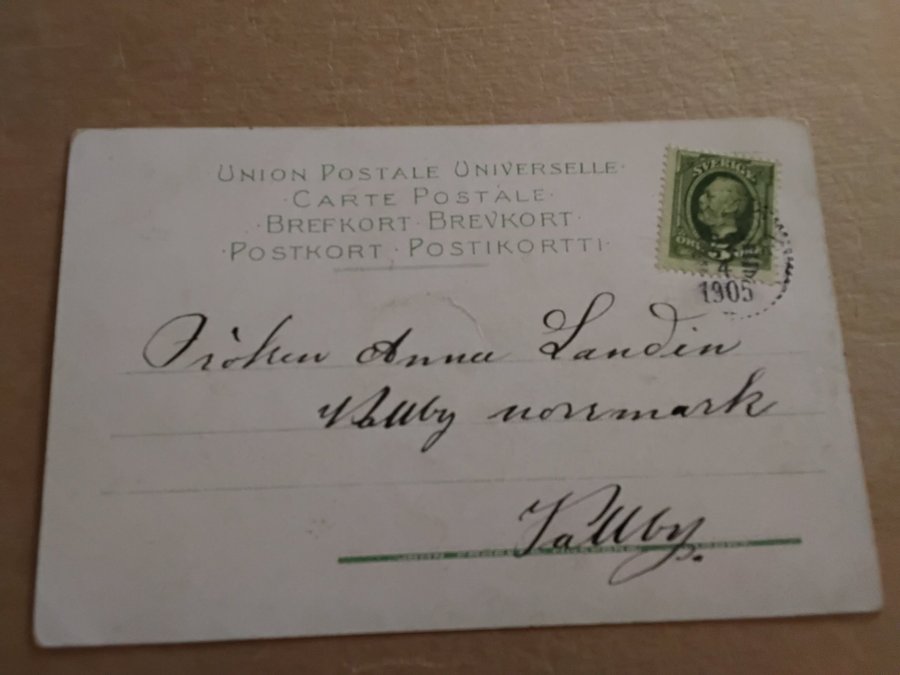 UNION POSTALE UNIVERSELLE
· CARTE POSTALE ·
· BREFKORT · BREVKORT ·
· POSTKORT · POSTIKORTTI ·
SVERIGE
ÖRE 5
4
1905
Fröken Anna Landin
Vallby norrmark
Vallby.